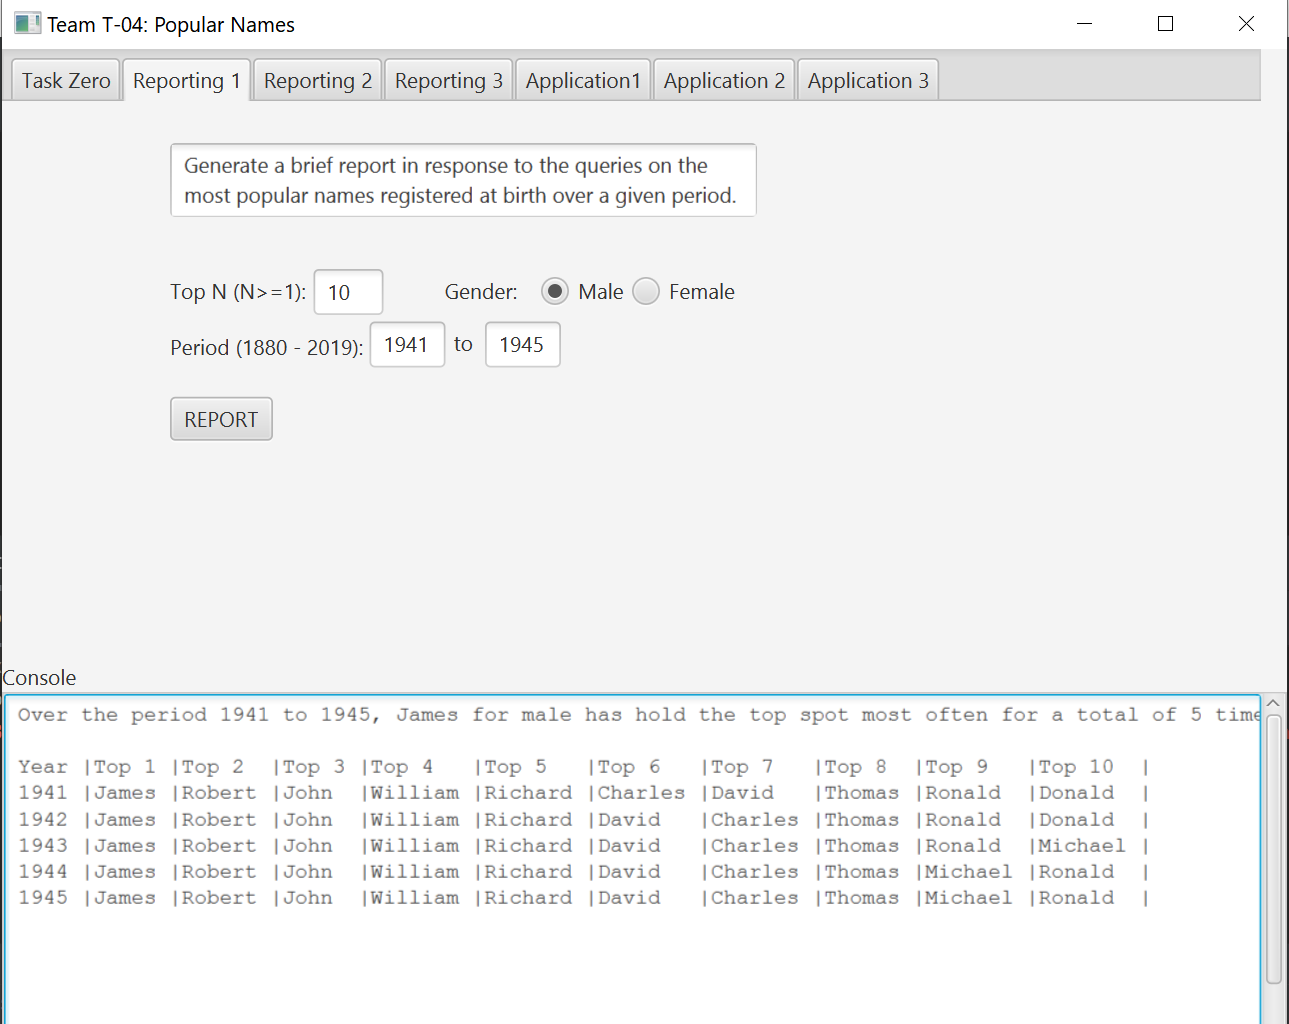 Team T-04: Popular Names
Task Zero Reporting 1 Reporting 2 Reporting 3 Application1 Application 2 Application 3
Generate a brief report in response to the queries on the
most popular names registered at birth over a given period.
Top N (N>=1): 10 Gender: Male Female
Period (1880 - 2019): 1941 to 1945
REPORT
Console
Over the period 1941 to 1945, James for male has hold the top spot most often for a total of 5 time
Year |Top 1 |Top 2 |Top 3 |Top 4 |Top 5 |Top 6 |Top 7 |Top 8 |Top 9 |Top 10 |
1941 |James |Robert |John |William |Richard |Charles |David |Thomas |Ronald |Donald |
1942 |James |Robert |John |William |Richard |David |Charles |Thomas |Ronald |Donald |
1943 |James |Robert |John |William |Richard |David |Charles |Thomas |Ronald |Michael |
1944 |James |Robert |John |William |Richard |David |Charles |Thomas |Michael |Ronald |
1945 |James |Robert |John |William |Richard |David |Charles |Thomas |Michael |Ronald |